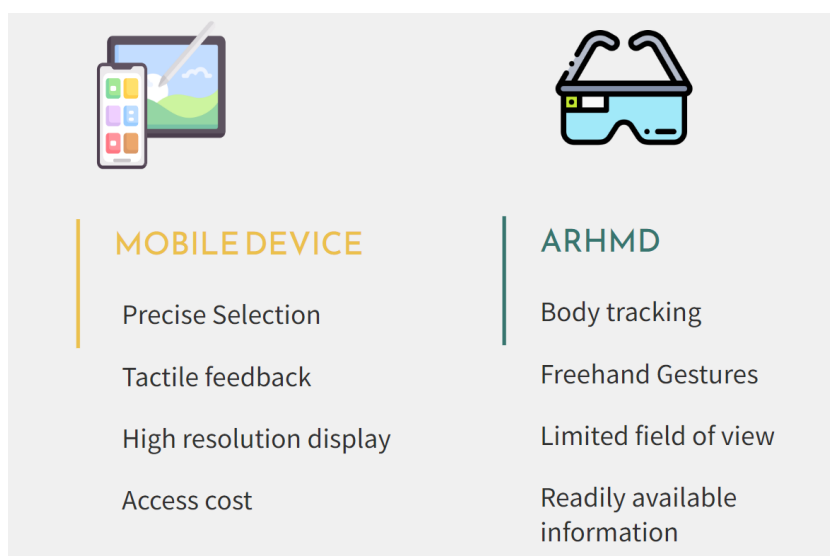 MOBILE DEVICE
Precise Selection
Tactile feedback
High resolution display
Access cost
ARHMD
Body tracking
Freehand Gestures
Limited field of view
Readily available
information